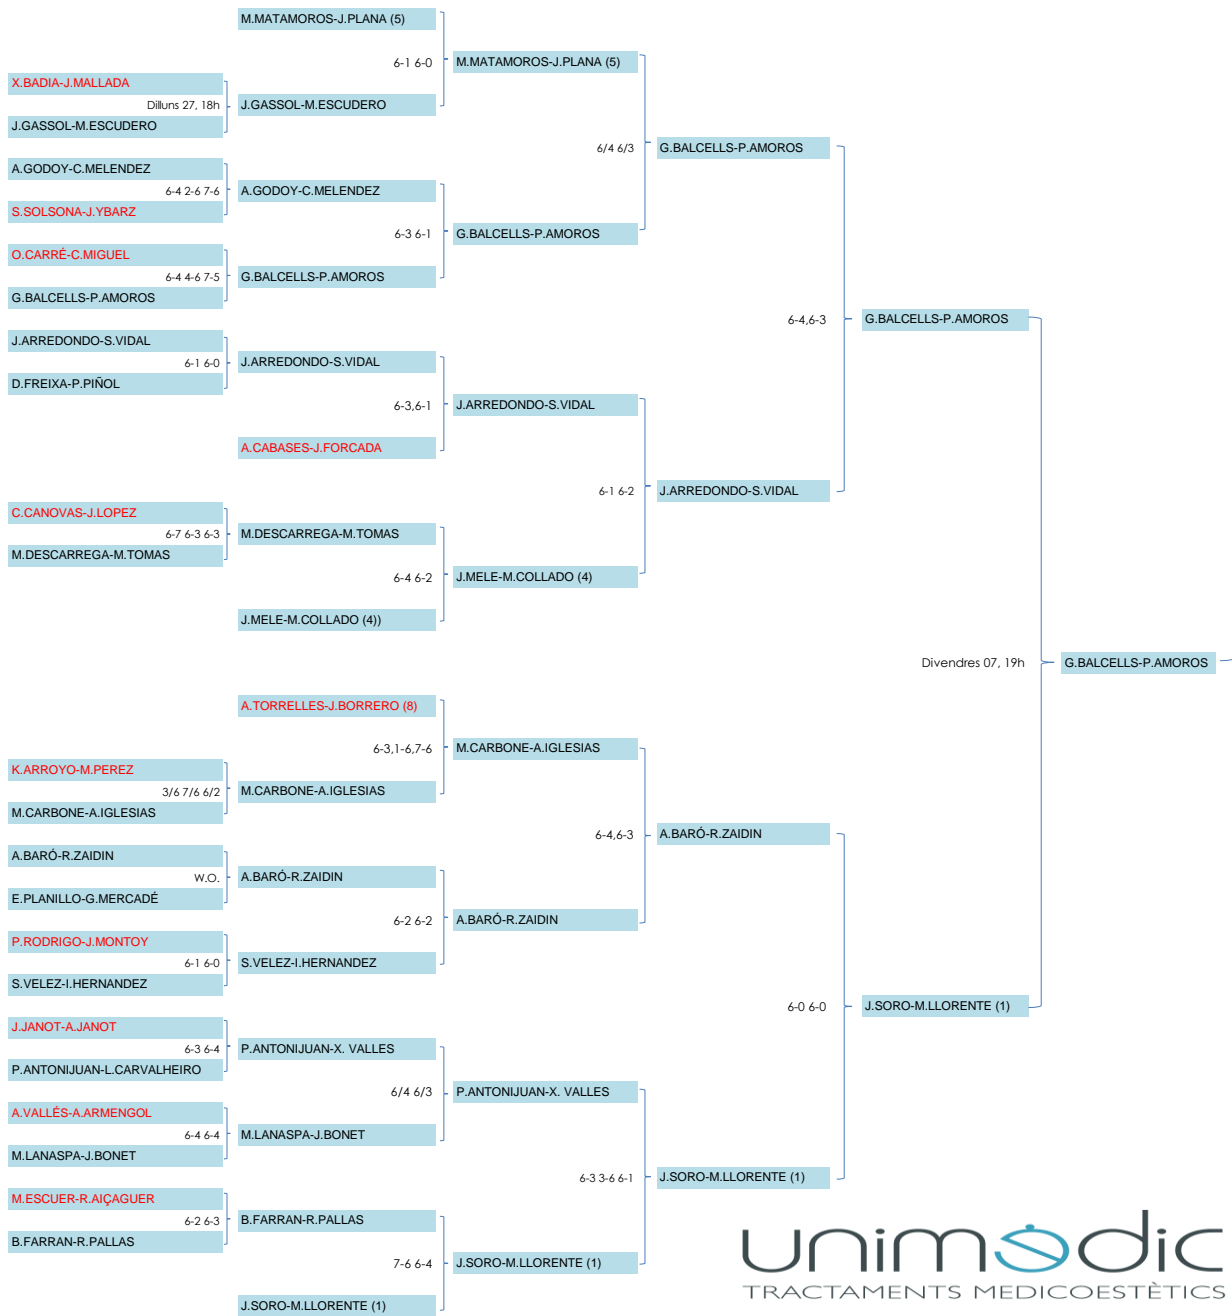 M.MATAMOROS-J.PLANA (5)
6-1 6-0
M.MATAMOROS-J.PLANA (5)
X.BADIA-J.MALLADA
Dilluns 27, 18h
J.GASSOL-M.ESCUDERO
J.GASSOL-M.ESCUDERO
6/4 6/3
G.BALCELLS-P.AMOROS
A.GODOY-C.MELENDEZ
6-4 2-6 7-6
A.GODOY-C.MELENDEZ
S.SOLSONA-J.YBARZ
6-3 6-1
G.BALCELLS-P.AMOROS
O.CARRÉ-C.MIGUEL
6-4 4-6 7-5
G.BALCELLS-P.AMOROS
G.BALCELLS-P.AMOROS
6-4,6-3
G.BALCELLS-P.AMOROS
J.ARREDONDO-S.VIDAL
6-1 6-0
J.ARREDONDO-S.VIDAL
D.FREIXA-P.PIÑOL
6-3,6-1
J.ARREDONDO-S.VIDAL
A.CABASES-J.FORCADA
6-1 6-2
J.ARREDONDO-S.VIDAL
C.CANOVAS-J.LOPEZ
6-7 6-3 6-3
M.DESCARREGA-M.TOMAS
M.DESCARREGA-M.TOMAS
6-4 6-2
J.MELE-M.COLLADO (4)
J.MELE-M.COLLADO (4))
Divendres 07, 19h
G.BALCELLS-P.AMOROS
A.TORRELLES-J.BORRERO (8)
6-3,1-6,7-6
M.CARBONE-A.IGLESIAS
K.ARROYO-M.PEREZ
3/6 7/6 6/2
M.CARBONE-A.IGLESIAS
M.CARBONE-A.IGLESIAS
6-4,6-3
A.BARÓ-R.ZAIDIN
A.BARÓ-R.ZAIDIN
W.O.
A.BARÓ-R.ZAIDIN
E.PLANILLO-G.MERCADÉ
6-2 6-2
A.BARÓ-R.ZAIDIN
P.RODRIGO-J.MONTOY
6-1 6-0
S.VELEZ-I.HERNANDEZ
S.VELEZ-I.HERNANDEZ
6-0 6-0
J.SORO-M.LLORENTE (1)
J.JANOT-A.JANOT
6-3 6-4
P.ANTONIJUAN-X. VALLES
P.ANTONIJUAN-L.CARVALHEIRO
6/4 6/3
P.ANTONIJUAN-X. VALLES
A.VALLÉS-A.ARMENGOL
6-4 6-4
M.LANASPA-J.BONET
M.LANASPA-J.BONET
6-3 3-6 6-1
J.SORO-M.LLORENTE (1)
M.ESCUER-R.AIÇAGUER
6-2 6-3
B.FARRAN-R.PALLAS
B.FARRAN-R.PALLAS
7-6 6-4
J.SORO-M.LLORENTE (1)
J.SORO-M.LLORENTE (1)
unimèdic
TRACTAMENTS MEDICOESTÈTICS